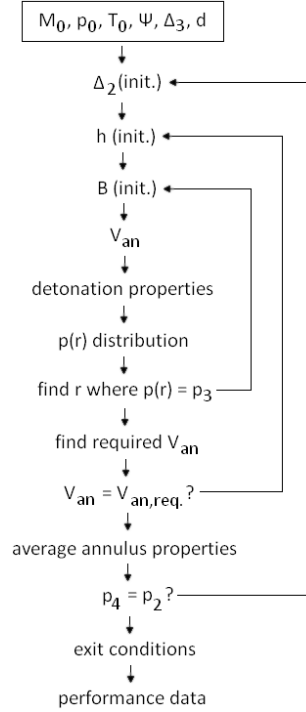 M₀, p₀, T₀, Ψ, Δ₃, d
Δ₂(init.)
h (init.)
B (init.)
Vₐₙ
detonation properties
p(r) distribution
find r where p(r) = p₃
find required Vₐₙ
Vₐₙ = Vₐₙ,req. ?
average annulus properties
p₄ = p₂ ?
exit conditions
performance data